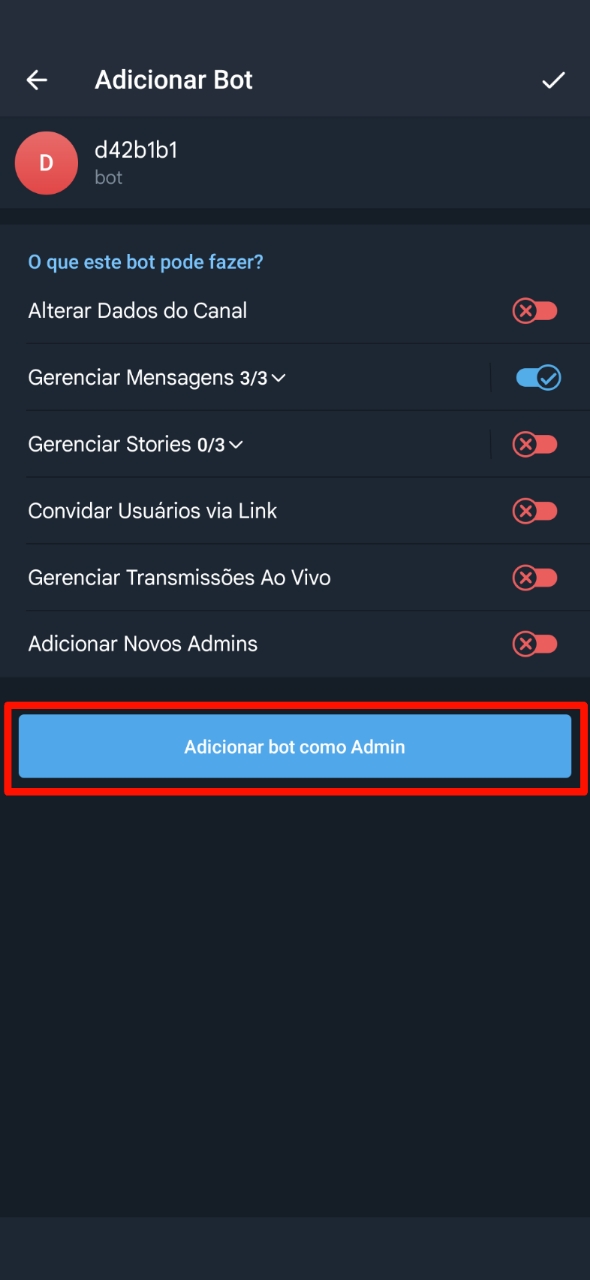 Adicionar Bot
D
d42b1b1
bot
O que este bot pode fazer?
Alterar Dados do Canal
Gerenciar Mensagens 3/3
Gerenciar Stories 0/3
Convidar Usuários via Link
Gerenciar Transmissões Ao Vivo
Adicionar Novos Admins
Adicionar bot como Admin